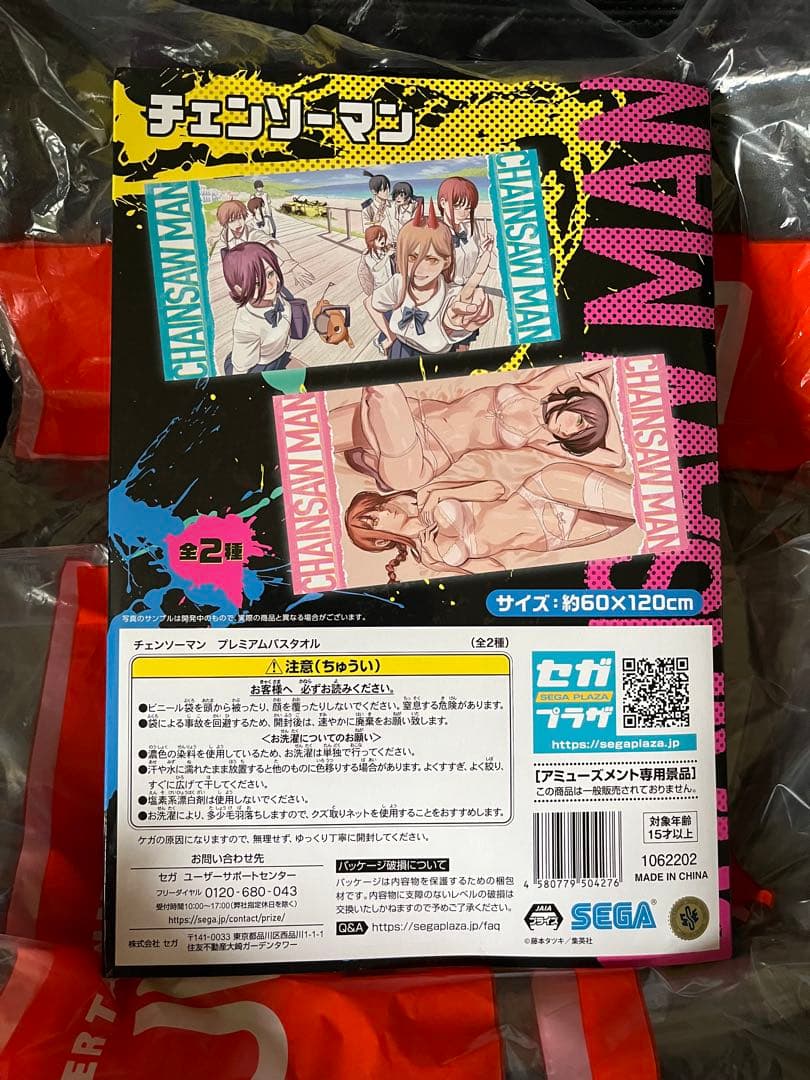 チェンソーマン
CHAINSAW MAN
CHAINSAW MAN
CHAINSAW MAN
CHAINSAW MAN
全2種
サイズ：約60×120cm
写真のサンプルは開発中のもので、実際の商品と異なる場合がございます。
チェンソーマン　プレミアムバスタオル
（全2種）
⚠注意（ちゅうい）
お客様へ　必ずお読みください。
●ビニール袋を頭から被ったり、顔を覆ったりしないでください。窒息する危険があります。
●袋による事故を回避するため、開封後は、速やかに廃棄をお願い致します。
＜お洗濯についてのお願い＞
●濃色の染料を使用しているため、お洗濯は単独で行ってください。
●汗や水に濡れたまま放置すると他のものに色移りする場合があります。よくすすぎ、よく絞り、
すぐに広げて干してください。
●塩素系漂白剤は使用しないでください。
●お洗濯により、多少毛羽落ちしますので、クズ取りネットを使用することをおすすめします。
ケガの原因になりますので、無理せず、ゆっくり丁寧に開封してください。
お問い合わせ先
セガ ユーザーサポートセンター
フリーダイヤル 0120-680-043
受付時間10:00〜17:00（弊社指定休日を除く）
https://sega.jp/contact/prize/
株式会社 セガ
〒141-0033 東京都品川区西品川1-1-1
住友不動産大崎ガーデンタワー
パッケージ破損について
パッケージは内容物を保護するための梱包
材です。内容物に支障のないレベルの破損は
交換いたしかねますので予めご了承ください。
Q&A https://segaplaza.jp/faq
セガ
SEGA PLAZA
プラザ
https://segaplaza.jp
【アミューズメント専用景品】
この商品は一般販売されておりません。
4 580779 504276
対象年齢
15才以上
1062202
MADE IN CHINA
JAIA
プライズ
SEGA®
©藤本タツキ／集英社